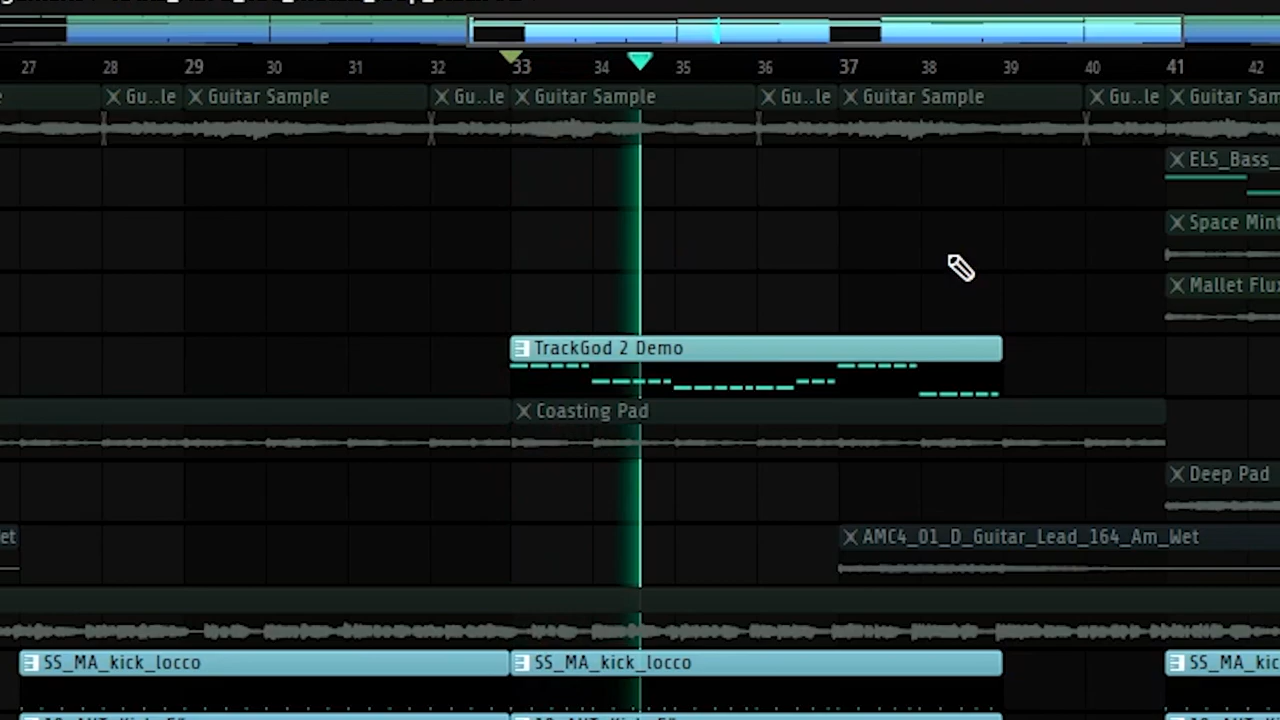 27 28 29 30 31 32 33 34 35 36 37 38 39 40 41 42
Gu..le Guitar Sample Gu..le Guitar Sample Gu..le Guitar Sample Gu..le Guitar Sam
ELS_Bass_
Space Mint
Mallet Flu
TrackGod 2 Demo
Coasting Pad
Deep Pad
et AMC4_01_D_Guitar_Lead_164_Am_Wet
SS_MA_kick_locco SS_MA_kick_locco SS_MA_kic